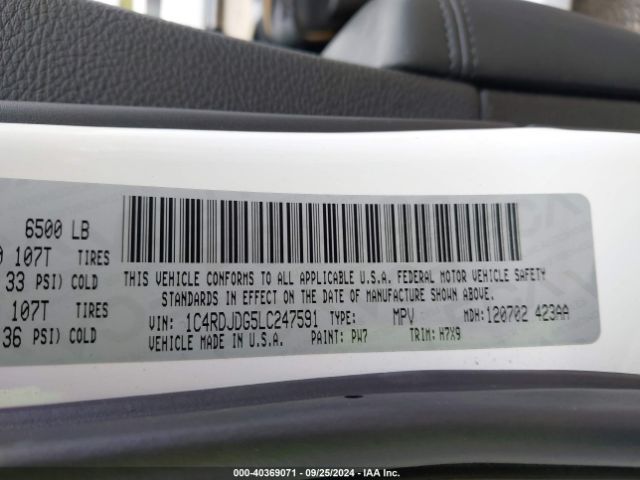 6500 LB
107T TIRES
33 PSI) COLD
107T TIRES
36 PSI) COLD
THIS VEHICLE CONFORMS TO ALL APPLICABLE U.S.A. FEDERAL MOTOR VEHICLE SAFETY
STANDARDS IN EFFECT ON THE DATE OF MANUFACTURE SHOWN ABOVE.
VIN: 1C4RDJDG5LC247591 TYPE: MPV MDH: 120702 423AA
VEHICLE MADE IN U.S.A. PAINT: PW7 TRIM: H7X9
000-40369071 / 09/25/2024 / IAA Inc.